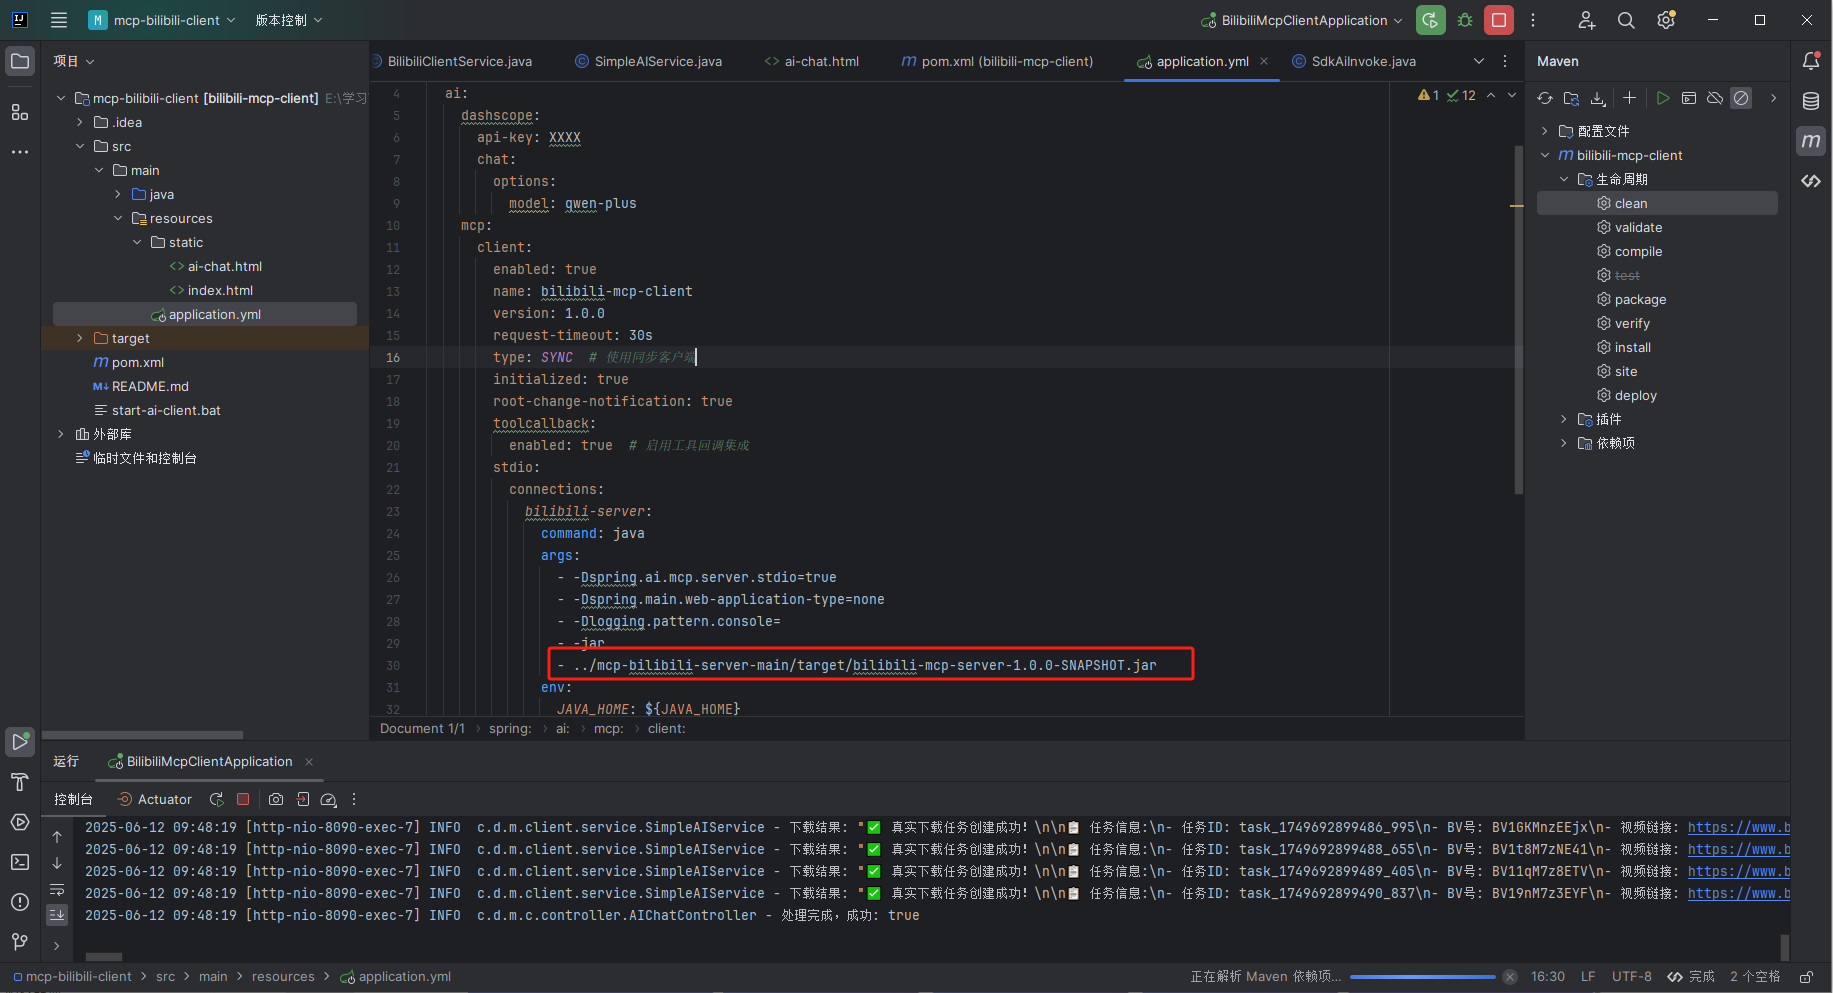 mcp-bilibili-client
版本控制
BilibiliMcpClientApplication
项目
BilibiliClientService.java
SimpleAIService.java
ai-chat.html
pom.xml (bilibili-mcp-client)
application.yml
SdkAiInvoke.java
Maven
mcp-bilibili-client [bilibili-mcp-client] E:\学习
.idea
src
main
java
resources
static
ai-chat.html
index.html
application.yml
target
pom.xml
README.md
start-ai-client.bat
外部库
临时文件和控制台
1 12
4 ai:
5 dashscope:
6 api-key: XXXX
7 chat:
8 options:
9 model: qwen-plus
10 mcp:
11 client:
12 enabled: true
13 name: bilibili-mcp-client
14 version: 1.0.0
15 request-timeout: 30s
16 type: SYNC # 使用同步客户端
17 initialized: true
18 root-change-notification: true
19 toolcallback:
20 enabled: true # 启用工具回调集成
21 stdio:
22 connections:
23 bilibili-server:
24 command: java
25 args:
26 - -Dspring.ai.mcp.server.stdio=true
27 - -Dspring.main.web-application-type=none
28 - -Dlogging.pattern.console=
29 - -jar
30 - ../mcp-bilibili-server-main/target/bilibili-mcp-server-1.0.0-SNAPSHOT.jar
31 env:
32 JAVA_HOME: ${JAVA_HOME}
Document 1/1 › spring: › ai: › mcp: › client:
配置文件
bilibili-mcp-client
生命周期
clean
validate
compile
test
package
verify
install
site
deploy
插件
依赖项
运行
BilibiliMcpClientApplication
控制台
Actuator
2025-06-12 09:48:19 [http-nio-8090-exec-7] INFO c.d.m.client.service.SimpleAIService - 下载结果: "✅ 真实下载任务创建成功!\n\n📋 任务信息:\n- 任务ID: task_1749692899486_995\n- BV号: BV1GKMnzEEjx\n- 视频链接: https://www.b
2025-06-12 09:48:19 [http-nio-8090-exec-7] INFO c.d.m.client.service.SimpleAIService - 下载结果: "✅ 真实下载任务创建成功!\n\n📋 任务信息:\n- 任务ID: task_1749692899488_655\n- BV号: BV1t8M7zNE41\n- 视频链接: https://www.b
2025-06-12 09:48:19 [http-nio-8090-exec-7] INFO c.d.m.client.service.SimpleAIService - 下载结果: "✅ 真实下载任务创建成功!\n\n📋 任务信息:\n- 任务ID: task_1749692899489_405\n- BV号: BV11qM7z8ETV\n- 视频链接: https://www.b
2025-06-12 09:48:19 [http-nio-8090-exec-7] INFO c.d.m.client.service.SimpleAIService - 下载结果: "✅ 真实下载任务创建成功!\n\n📋 任务信息:\n- 任务ID: task_1749692899490_837\n- BV号: BV19nM7z3EYF\n- 视频链接: https://www.b
2025-06-12 09:48:19 [http-nio-8090-exec-7] INFO c.d.m.c.controller.AIChatController - 处理完成，成功: true
mcp-bilibili-client › src › main › resources › application.yml
正在解析 Maven 依赖项...
16:30
LF
UTF-8
完成
2 个空格